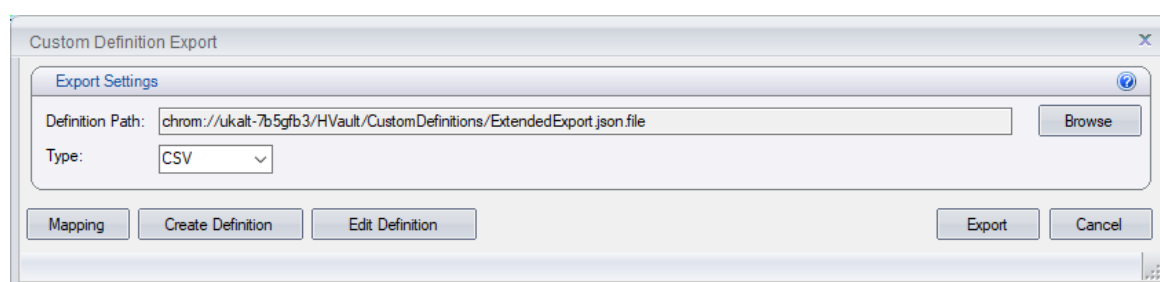 Custom Definition Export
Export Settings
Definition Path: chrom://ukalt-7b5gfb3/HVault/CustomDefinitions/ExtendedExport.json.file Browse
Type: CSV
Mapping Create Definition Edit Definition Export Cancel